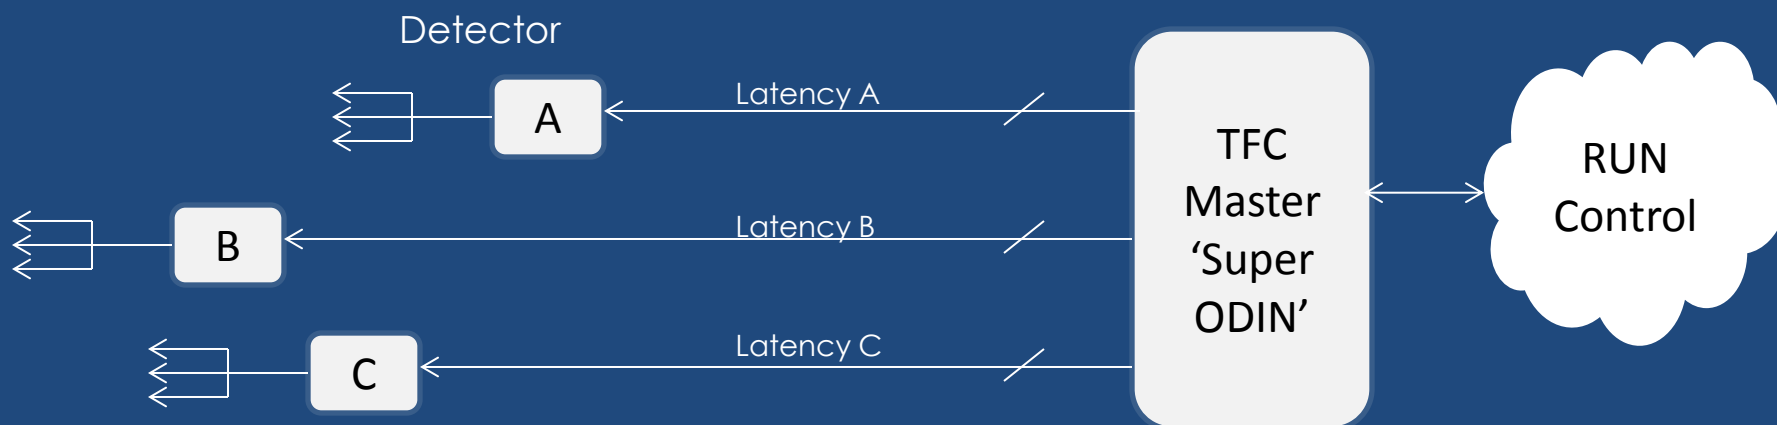 Detector
A
Latency A
B
Latency B
C
Latency C
TFC
Master
‘Super
ODIN’
RUN
Control